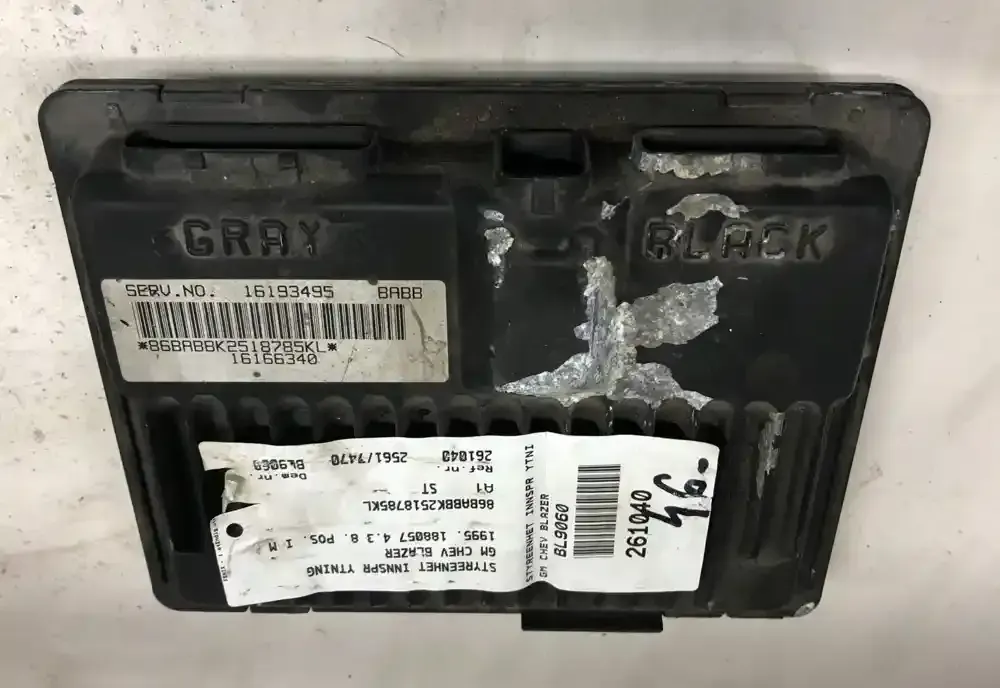 GRAY
BLACK
SERV.NO. 16193495 BABB
*86BABBK2518785KL*
16166340
STYREENHET INNSPR YTNING
GM CHEV BLAZER
1995. 188057 4.3 8. POS. I M
86BABBK2518785KL
A1 ST
Ref.nr. Dem.nr.
261040 2561/7470 BL9060
STYREENHET INNSPR YTNI
GM CHEV BLAZER
BL9060
261040
46.-